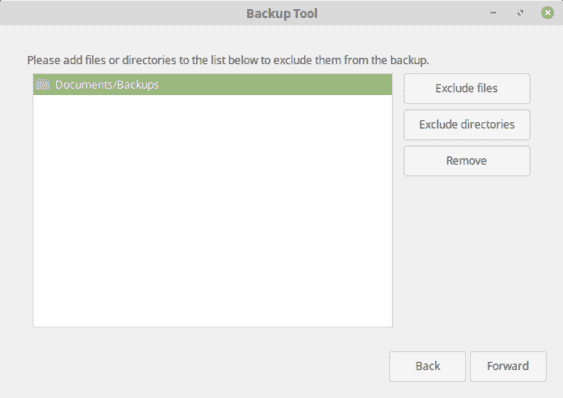 Backup Tool
Please add files or directories to the list below to exclude them from the backup.
Documents/Backups
Exclude files
Exclude directories
Remove
Back
Forward